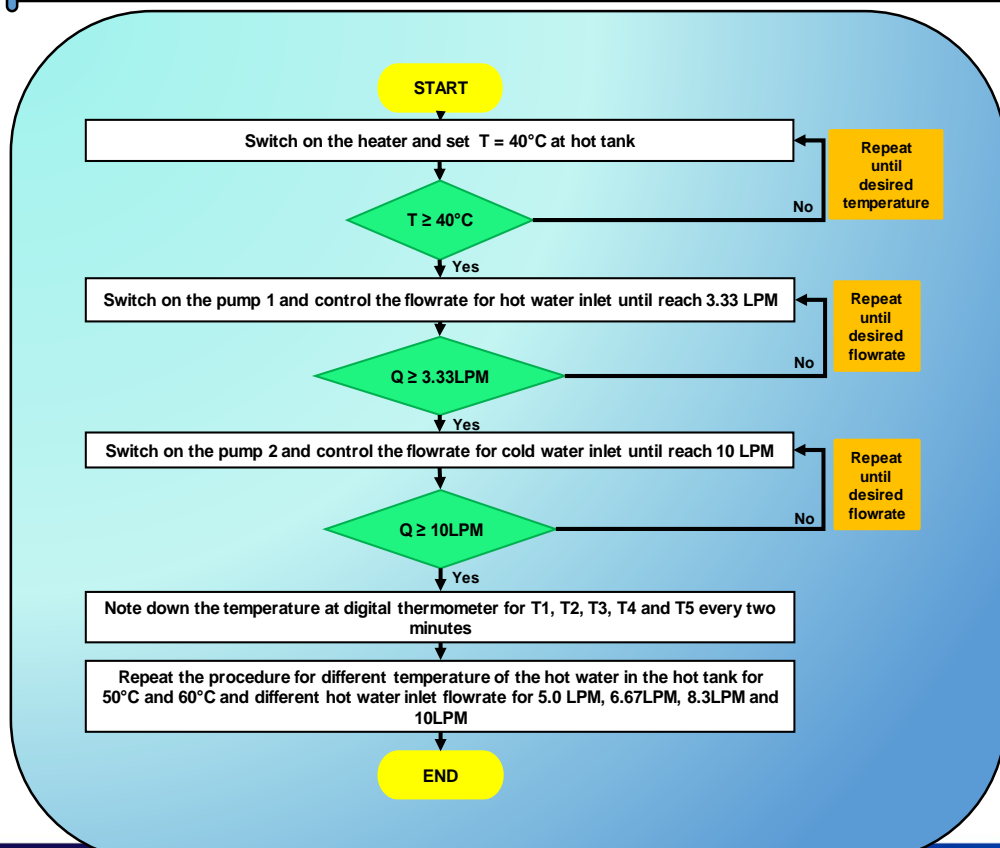 START
Switch on the heater and set T = 40°C at hot tank
Repeat
until
desired
temperature
No
T ≥ 40°C
Yes
Switch on the pump 1 and control the flowrate for hot water inlet until reach 3.33 LPM
Repeat
until
desired
flowrate
No
Q ≥ 3.33LPM
Yes
Switch on the pump 2 and control the flowrate for cold water inlet until reach 10 LPM
Repeat
until
desired
flowrate
No
Q ≥ 10LPM
Yes
Note down the temperature at digital thermometer for T1, T2, T3, T4 and T5 every two
minutes
Repeat the procedure for different temperature of the hot water in the hot tank for
50°C and 60°C and different hot water inlet flowrate for 5.0 LPM, 6.67LPM, 8.3LPM and
10LPM
END